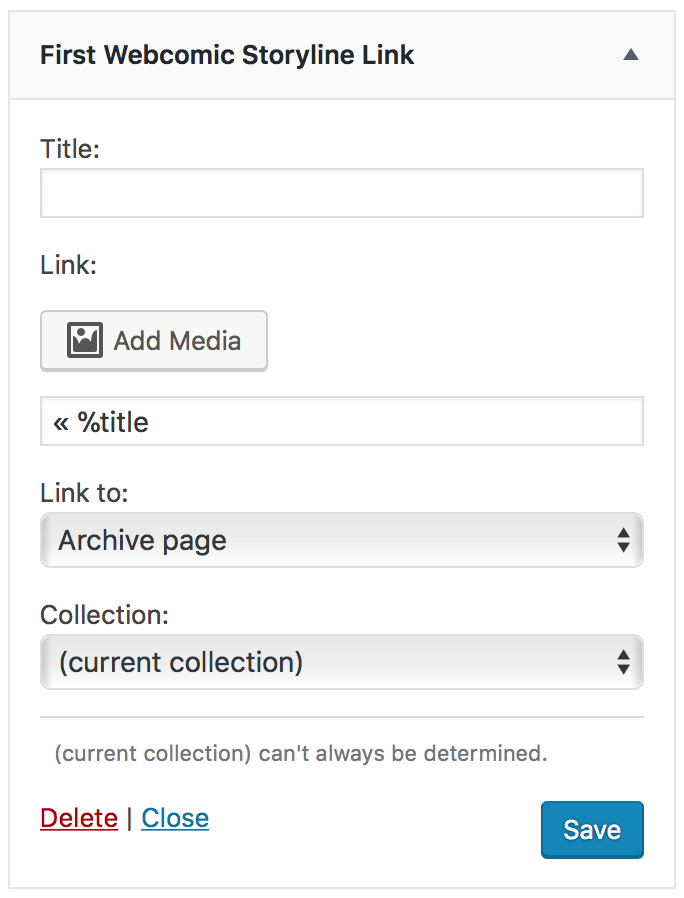 First Webcomic Storyline Link
Title:
Link:
Add Media
« %title
Link to:
Archive page
Collection:
(current collection)
(current collection) can't always be determined.
Delete | Close
Save